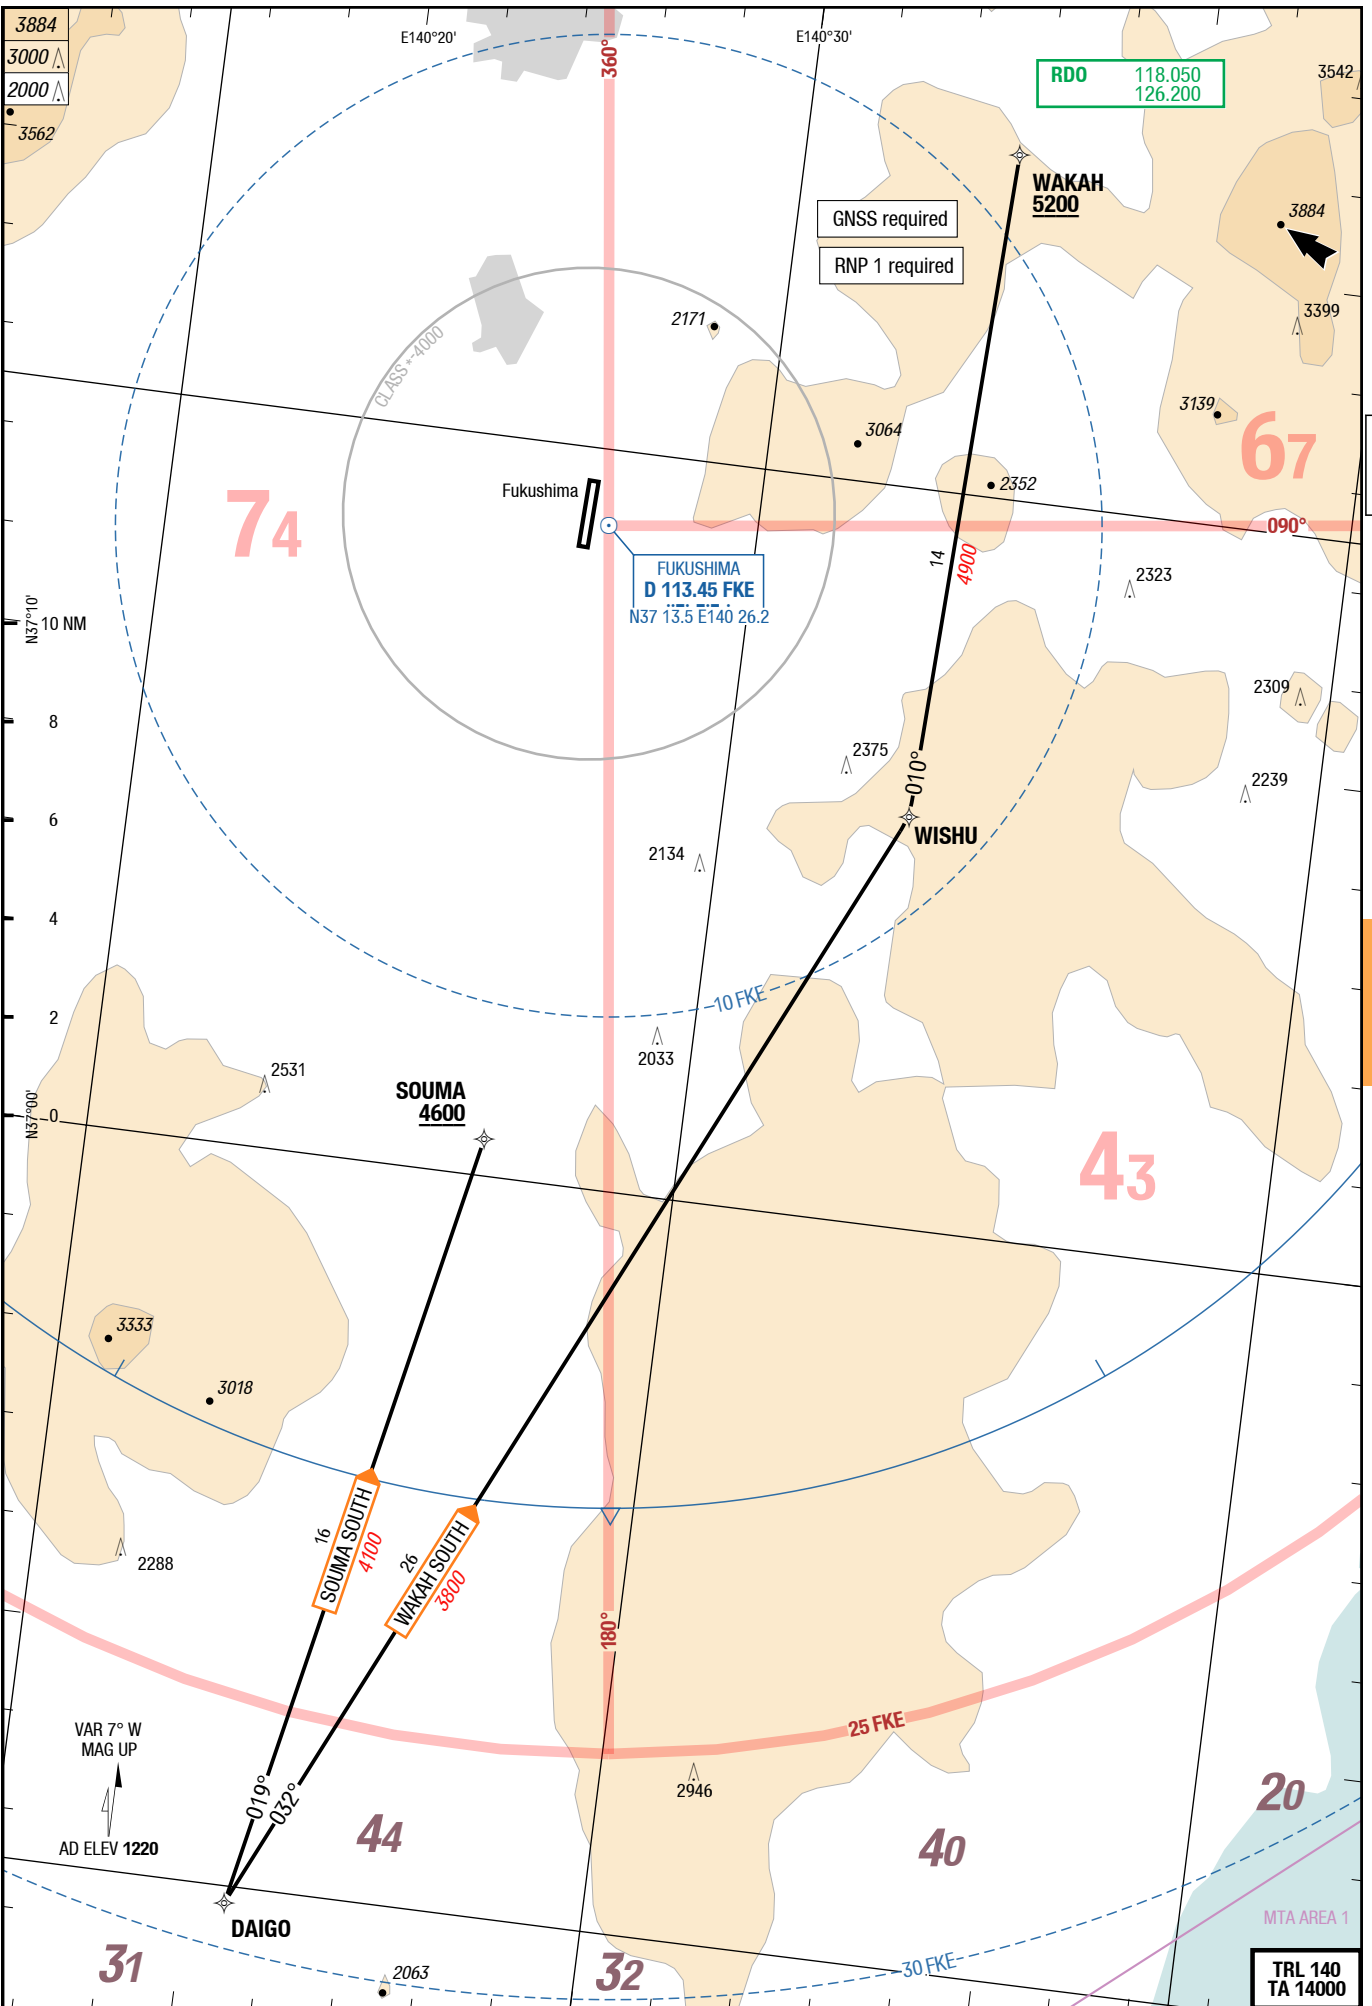 3884
3000
2000
3562
E140°20'
360°
E140°30'
RDO 118.050
126.200
3542
WAKAH
5200
GNSS required
RNP 1 required
3884
3399
2171
CLASS *-4000
3139
3064
67
74
Fukushima
2352
090°
14
4900
FUKUSHIMA
D 113.45 FKE
N37 13.5 E140 26.2
2323
N37°10'
10 NM
2309
8
2375
010°
2239
6
WISHU
2134
4
10 FKE
2
2033
2531
SOUMA
4600
N37°00'
0
43
3333
3018
16
SOUMA SOUTH
4100
26
WAKAH SOUTH
3800
2288
180°
25 FKE
VAR 7° W
MAG UP
2946
019°
032°
20
44
40
AD ELEV 1220
DAIGO
MTA AREA 1
31
32
2063
30 FKE
TRL 140
TA 14000